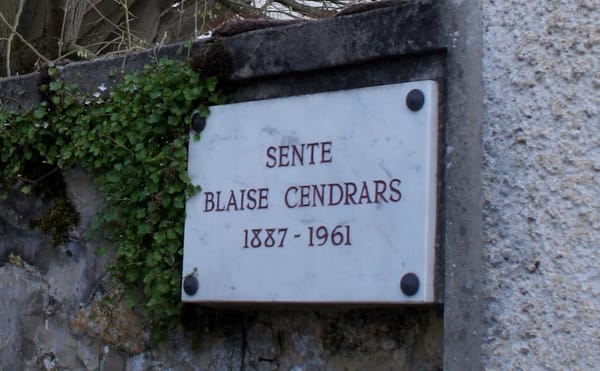 SENTE
BLAISE CENDRARS
1887 - 1961